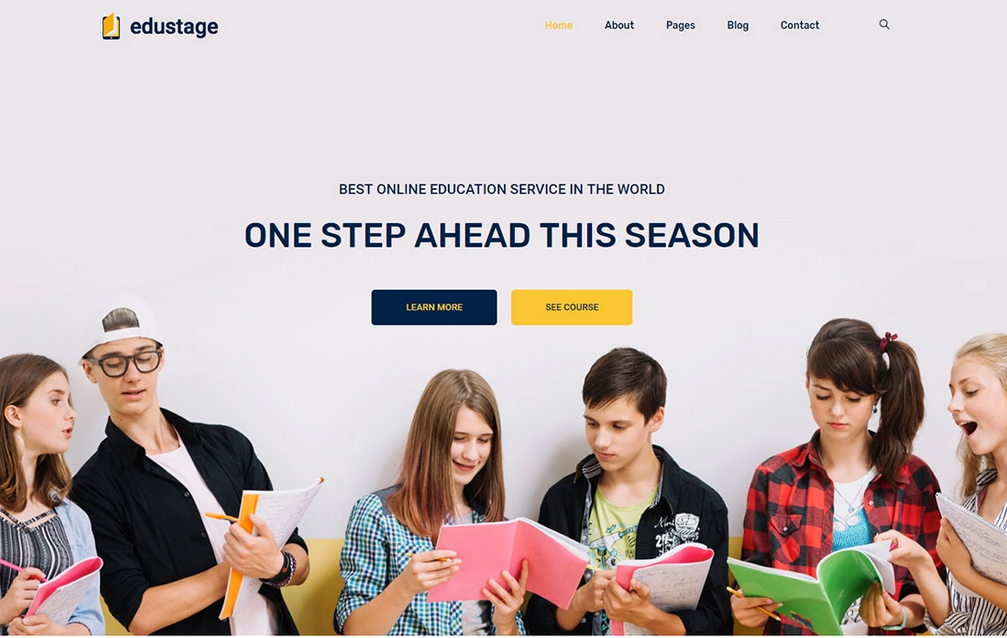 edustage
Home About Pages Blog Contact
BEST ONLINE EDUCATION SERVICE IN THE WORLD
ONE STEP AHEAD THIS SEASON
LEARN MORE SEE COURSE